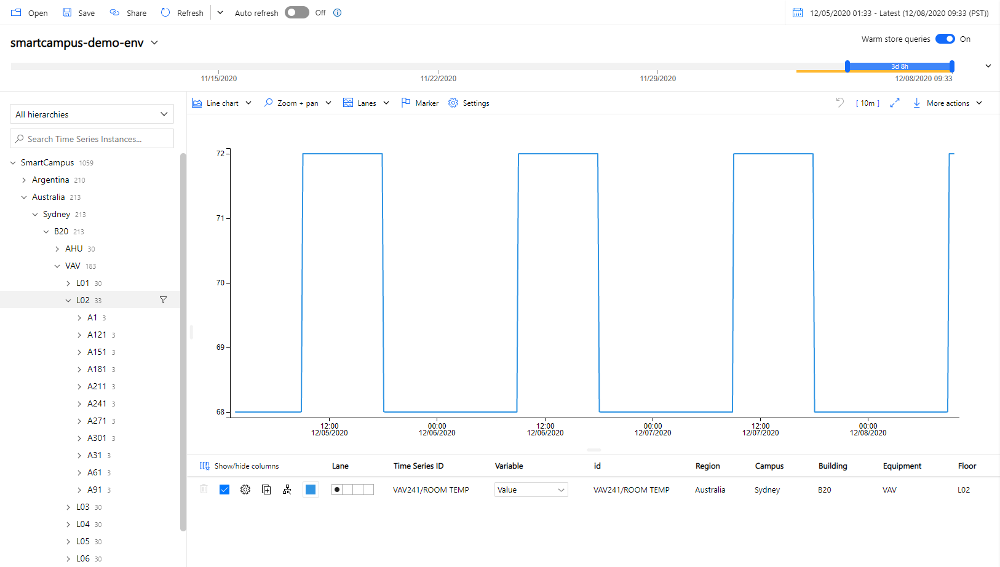 Open Save Share Refresh Auto refresh Off 12/05/2020 01:33 - Latest (12/08/2020 09:33 (PST))
smartcampus-demo-env
Warm store queries On
3d 8h
11/15/2020 11/22/2020 11/29/2020 12/08/2020 09:33
All hierarchies
Search Time Series Instances...
SmartCampus 1059
Argentina 210
Australia 213
Sydney 213
B20 213
AHU 30
VAV 183
L01 30
L02 33
A1 3
A121 3
A151 3
A181 3
A211 3
A241 3
A271 3
A301 3
A31 3
A61 3
A91 3
L03 30
L04 30
L05 30
L06 30
Line chart Zoom + pan Lanes Marker Settings [ 10m ] More actions
72
71
70
69
68
12:00 00:00 12:00 00:00 12:00 00:00
12/05/2020 12/06/2020 12/06/2020 12/07/2020 12/07/2020 12/08/2020
Show/hide columns Lane Time Series ID Variable id Region Campus Building Equipment Floor
VAV241/ROOM TEMP Value VAV241/ROOM TEMP Australia Sydney B20 VAV L02